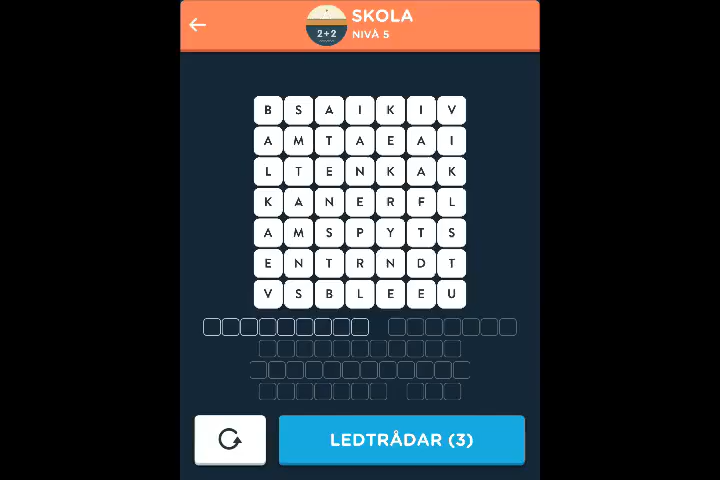 SKOLA
NIVÅ 5
2+2
B S A I K I V
A M T A E A I
L T E N K A K
K A N E R F L
A M S P Y T S
E N T R N D T
V S B L E E U
LEDTRÅDAR (3)